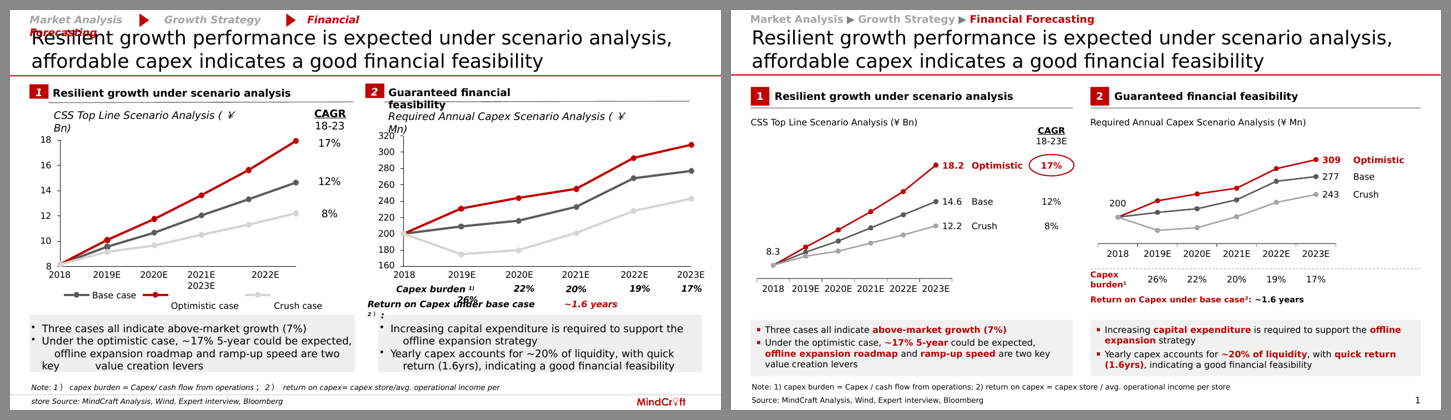 Market Analysis ▶ Growth Strategy ▶ Financial
Forecasting
Resilient growth performance is expected under scenario analysis,
affordable capex indicates a good financial feasibility
1 Resilient growth under scenario analysis
CSS Top Line Scenario Analysis ( ¥
Bn)
CAGR
18-23
18
16
14
12
10
8
17%
12%
8%
2018 2019E 2020E 2021E 2022E
2023E
Base case
Optimistic case
Crush case
• Three cases all indicate above-market growth (7%)
• Under the optimistic case, ~17% 5-year could be expected,
offline expansion roadmap and ramp-up speed are two
key value creation levers
2 Guaranteed financial
feasibility
Required Annual Capex Scenario Analysis ( ¥
Mn)
320
300
280
260
240
220
200
180
160
2018 2019E 2020E 2021E 2022E 2023E
Capex burden ¹⁾ 22% 20% 19% 17%
26%
Return on Capex under base case ~1.6 years
²⁾ :
• Increasing capital expenditure is required to support the
offline expansion strategy
• Yearly capex accounts for ~20% of liquidity, with quick
return (1.6yrs), indicating a good financial feasibility
Note: 1） capex burden = Capex/ cash flow from operations； 2） return on capex= capex store/avg. operational income per
store Source: MindCraft Analysis, Wind, Expert interview, Bloomberg
MindCraft
Market Analysis ▶ Growth Strategy ▶ Financial Forecasting
Resilient growth performance is expected under scenario analysis,
affordable capex indicates a good financial feasibility
1 Resilient growth under scenario analysis
CSS Top Line Scenario Analysis (¥ Bn)
CAGR
18-23E
18.2 Optimistic 17%
14.6 Base 12%
12.2 Crush 8%
8.3
2018 2019E 2020E 2021E 2022E 2023E
▪ Three cases all indicate above-market growth (7%)
▪ Under the optimistic case, ~17% 5-year could be expected,
offline expansion roadmap and ramp-up speed are two key
value creation levers
2 Guaranteed financial feasibility
Required Annual Capex Scenario Analysis (¥ Mn)
309 Optimistic
277 Base
243 Crush
200
2018 2019E 2020E 2021E 2022E 2023E
Capex
burden¹ 26% 22% 20% 19% 17%
Return on Capex under base case²: ~1.6 years
▪ Increasing capital expenditure is required to support the offline
expansion strategy
▪ Yearly capex accounts for ~20% of liquidity, with quick return
(1.6yrs), indicating a good financial feasibility
Note: 1) capex burden = Capex / cash flow from operations; 2) return on capex = capex store / avg. operational income per store
Source: MindCraft Analysis, Wind, Expert interview, Bloomberg
1